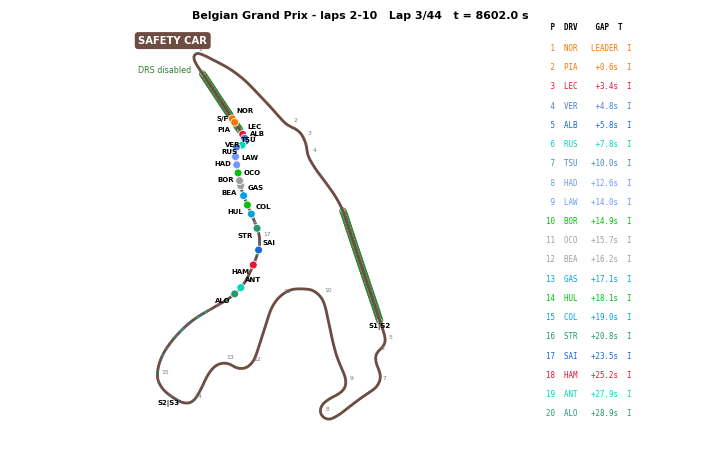 Belgian Grand Prix - laps 2-10   Lap 3/44   t = 8602.0 s
SAFETY CAR
DRS disabled
P  DRV  GAP  T
1  NOR  LEADER  I
2  PIA  +0.6s  I
3  LEC  +3.4s  I
4  VER  +4.8s  I
5  ALB  +5.8s  I
6  RUS  +7.8s  I
7  TSU  +10.0s  I
8  HAD  +12.6s  I
9  LAW  +14.0s  I
10  BOR  +14.9s  I
11  OCO  +15.7s  I
12  BEA  +16.2s  I
13  GAS  +17.1s  I
14  HUL  +18.1s  I
15  COL  +19.0s  I
16  STR  +20.8s  I
17  SAI  +23.5s  I
18  HAM  +25.2s  I
19  ANT  +27.9s  I
20  ALO  +28.9s  I
NOR
S/F
PIA
LEC
ALB
TSU
VER
RUS
LAW
HAD
OCO
BOR
GAS
BEA
COL
HUL
STR
17
SAI
HAM
ANT
ALO
2
3
4
S1|S2
5
7
8
9
10
12
15
S2|S3